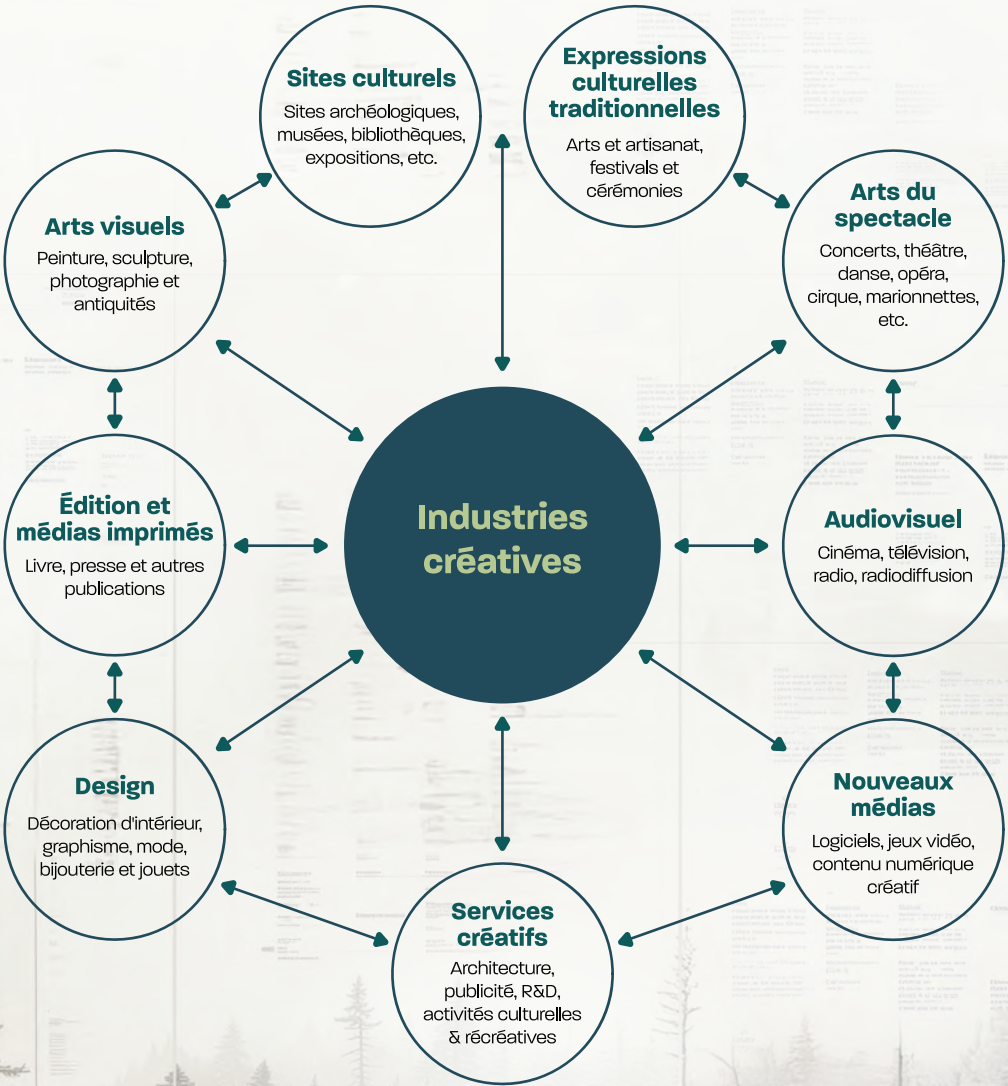 Sites culturels
Sites archéologiques,
musées, bibliothèques,
expositions, etc.
Expressions
culturelles
traditionnelles
Arts et artisanat,
festivals et
cérémonies
Arts visuels
Peinture, sculpture,
photographie et
antiquités
Arts du
spectacle
Concerts, théâtre,
danse, opéra,
cirque, marionnettes,
etc.
Industries
créatives
Édition et
médias imprimés
Livre, presse et autres
publications
Audiovisuel
Cinéma, télévision,
radio, radiodiffusion
Design
Décoration d'intérieur,
graphisme, mode,
bijouterie et jouets
Nouveaux
médias
Logiciels, jeux vidéo,
contenu numérique
créatif
Services
créatifs
Architecture,
publicité, R&D,
activités culturelles
& récréatives